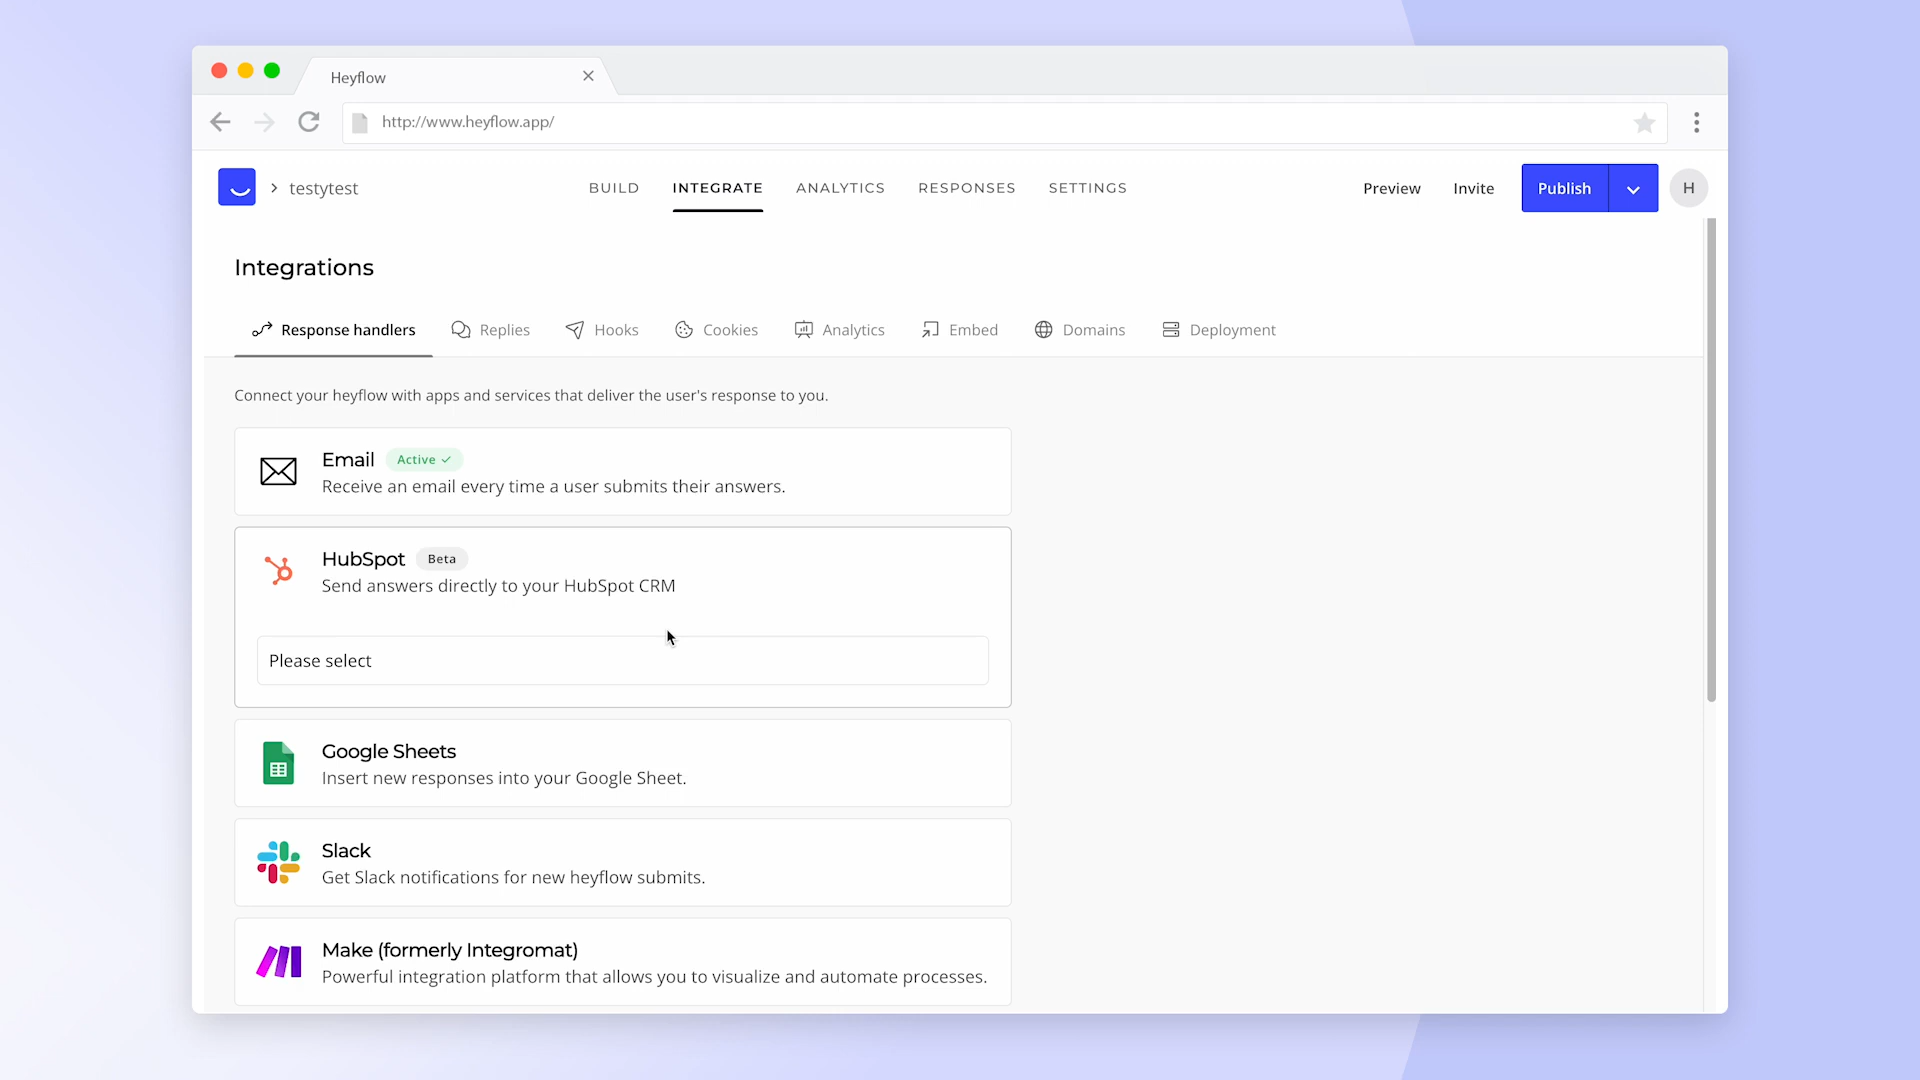 Heyflow
http://www.heyflow.app/
testytest
BUILD
INTEGRATE
ANALYTICS
RESPONSES
SETTINGS
Preview
Invite
Publish
H
Integrations
Response handlers
Replies
Hooks
Cookies
Analytics
Embed
Domains
Deployment
Connect your heyflow with apps and services that deliver the user's response to you.
Email
Active
Receive an email every time a user submits their answers.
HubSpot
Beta
Send answers directly to your HubSpot CRM
Please select
Google Sheets
Insert new responses into your Google Sheet.
Slack
Get Slack notifications for new heyflow submits.
Make (formerly Integromat)
Powerful integration platform that allows you to visualize and automate processes.